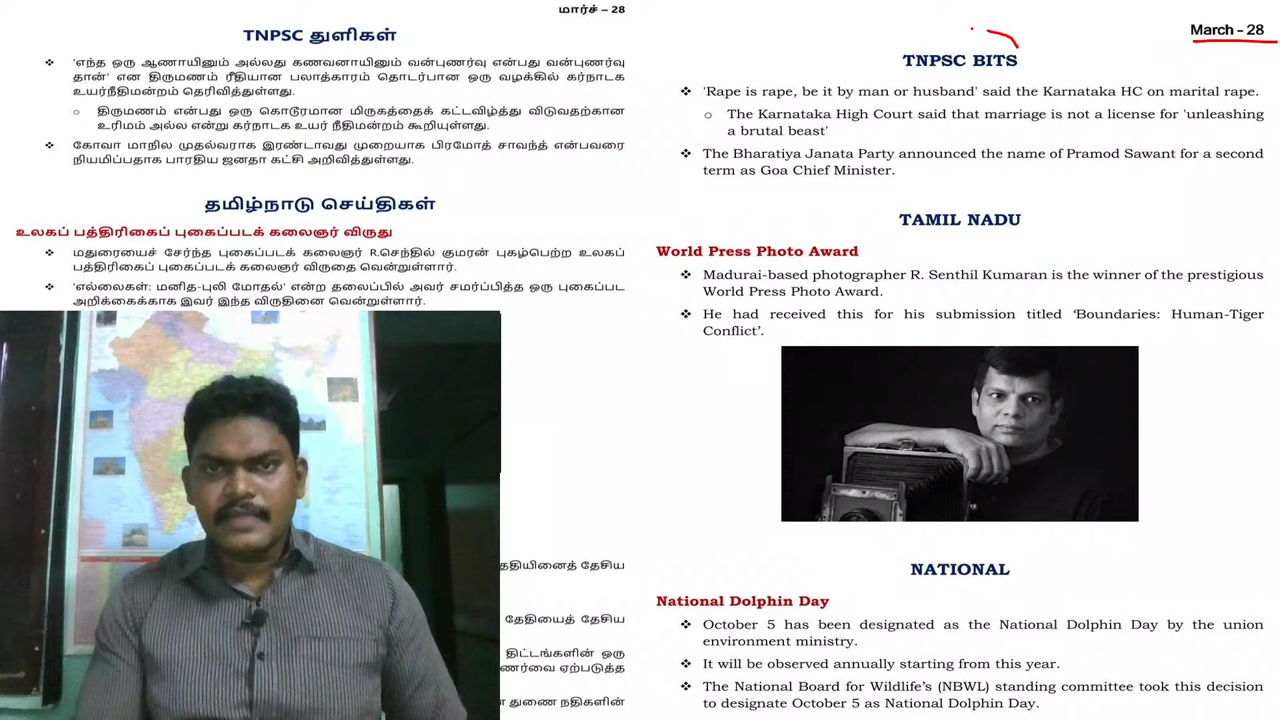 மார்ச் – 28
TNPSC துளிகள்
❖ 'எந்த ஒரு ஆணாயினும் அல்லது கணவனாயினும் வன்புணர்வு என்பது வன்புணர்வு
தான்' என திருமணம் ரீதியான பலாத்காரம் தொடர்பான ஒரு வழக்கில் கர்நாடக
உயர்நீதிமன்றம் தெரிவித்துள்ளது.
o திருமணம் என்பது ஒரு கொடூரமான மிருகத்தைக் கட்டவிழ்த்து விடுவதற்கான
உரிமம் அல்ல என்று கர்நாடக உயர் நீதிமன்றம் கூறியுள்ளது.
❖ கோவா மாநில முதல்வராக இரண்டாவது முறையாக பிரமோத் சாவந்த் என்பவரை
நியமிப்பதாக பாரதிய ஜனதா கட்சி அறிவித்துள்ளது.
தமிழ்நாடு செய்திகள்
உலகப் பத்திரிகைப் புகைப்படக் கலைஞர் விருது
❖ மதுரையைச் சேர்ந்த புகைப்படக் கலைஞர் R.செந்தில் குமரன் புகழ்பெற்ற உலகப்
பத்திரிகைப் புகைப்படக் கலைஞர் விருதை வென்றுள்ளார்.
❖ 'எல்லைகள்: மனித-புலி மோதல்' என்ற தலைப்பில் அவர் சமர்ப்பித்த ஒரு புகைப்பட
அறிக்கைக்காக இவர் இந்த விருதினை வென்றுள்ளார்.
ததியினைத் தேசிய
தேதியைத் தேசிய
திட்டங்களின் ஒரு
ணர்வை ஏற்படுத்த
துணை நதிகளின்
March – 28
TNPSC BITS
❖ 'Rape is rape, be it by man or husband' said the Karnataka HC on marital rape.
o The Karnataka High Court said that marriage is not a license for 'unleashing
a brutal beast'
❖ The Bharatiya Janata Party announced the name of Pramod Sawant for a second
term as Goa Chief Minister.
TAMIL NADU
World Press Photo Award
❖ Madurai-based photographer R. Senthil Kumaran is the winner of the prestigious
World Press Photo Award.
❖ He had received this for his submission titled ‘Boundaries: Human-Tiger
Conflict’.
NATIONAL
National Dolphin Day
❖ October 5 has been designated as the National Dolphin Day by the union
environment ministry.
❖ It will be observed annually starting from this year.
❖ The National Board for Wildlife’s (NBWL) standing committee took this decision
to designate October 5 as National Dolphin Day.